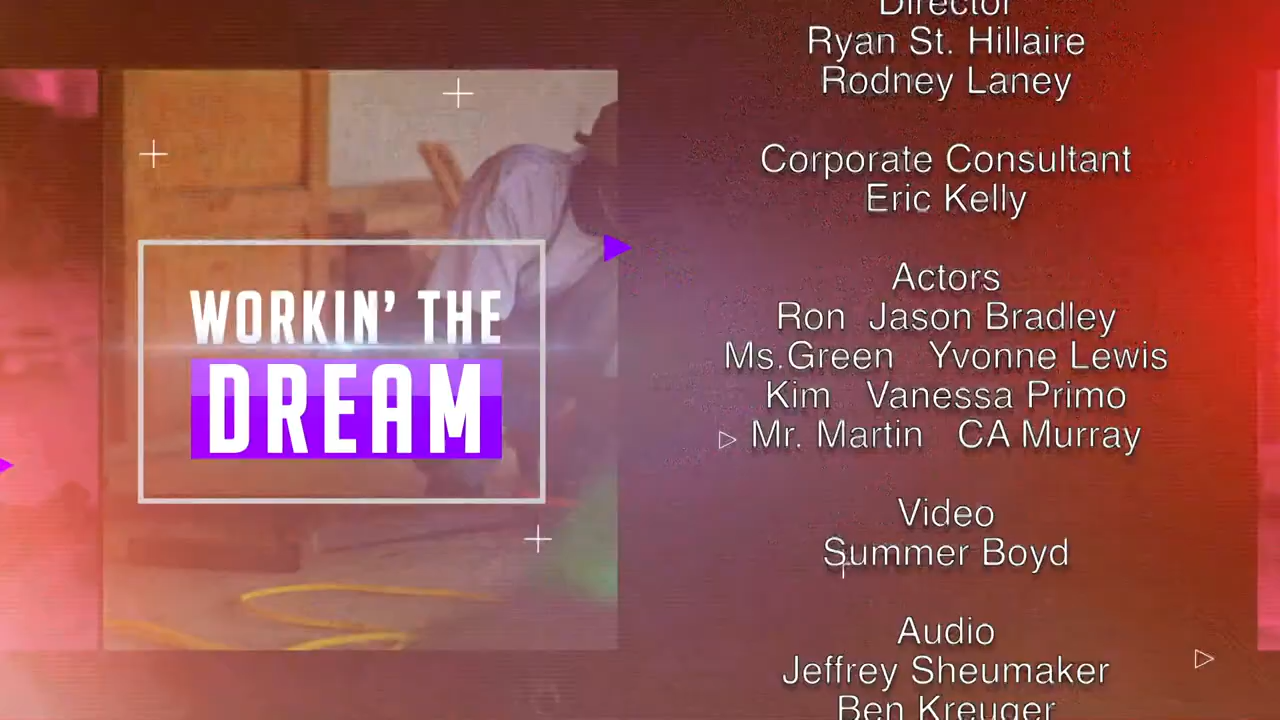 WORKIN' THE
DREAM
Director
Ryan St. Hillaire
Rodney Laney
Corporate Consultant
Eric Kelly
Actors
Ron Jason Bradley
Ms.Green Yvonne Lewis
Kim Vanessa Primo
Mr. Martin CA Murray
Video
Summer Boyd
Audio
Jeffrey Sheumaker
Ben Kreuger